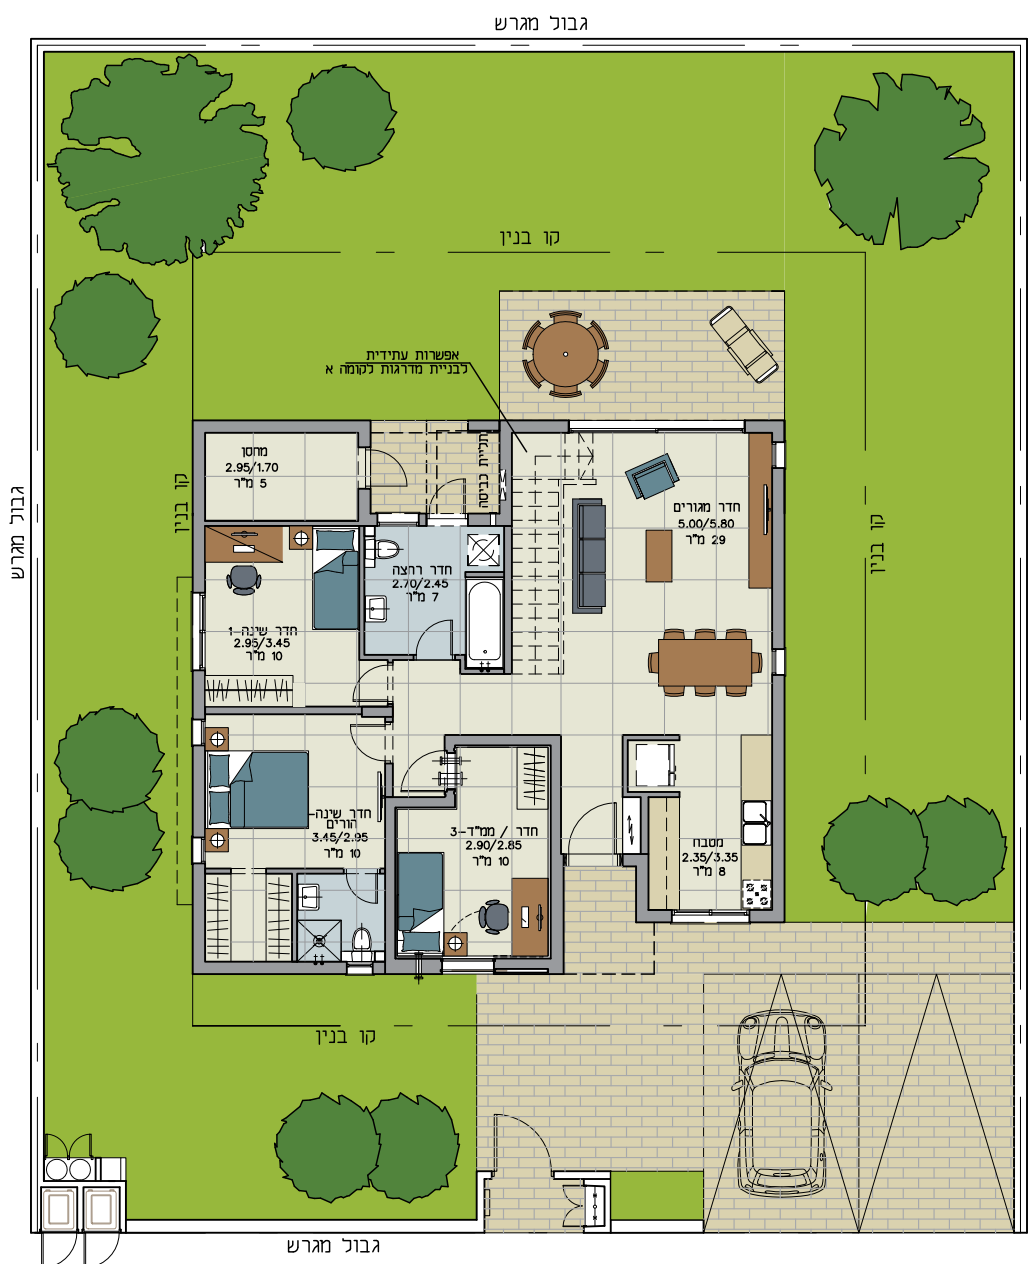 גבול מגרש
קו בנין
אפשרות עתידית
לבניית מדרגות לקומה א
מחסן
2.95/1.70
5 מ"ר
תליית כביסה
חדר מגורים
5.00/5.80
29 מ"ר
קו בנין
קו בנין
גבול מגרש
גבול מגרש
חדר רחצה
2.70/2.45
7 מ"ר
חדר שינה-1
2.95/3.45
10 מ"ר
חדר שינה-
הורים
3.45/2.95
10 מ"ר
חדר / ממ"ד-3
2.90/2.85
10 מ"ר
מטבח
2.35/3.35
8 מ"ר
קו בנין
גבול מגרש